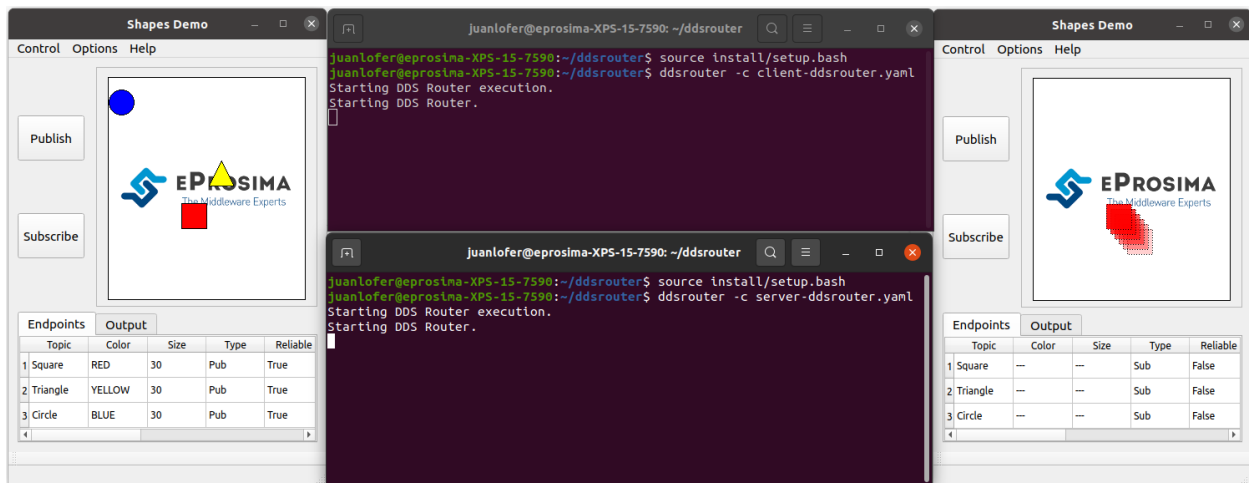 Shapes Demo
Control Options Help
Publish
Subscribe
EPROSIMA
The Middleware Experts
Endpoints Output
Topic Color Size Type Reliable
1 Square RED 30 Pub True
2 Triangle YELLOW 30 Pub True
3 Circle BLUE 30 Pub True
juanlofer@eprosima-XPS-15-7590: ~/ddsrouter
juanlofer@eprosima-XPS-15-7590:~/ddsrouter$ source install/setup.bash
juanlofer@eprosima-XPS-15-7590:~/ddsrouter$ ddsrouter -c client-ddsrouter.yaml
Starting DDS Router execution.
Starting DDS Router.
juanlofer@eprosima-XPS-15-7590: ~/ddsrouter
juanlofer@eprosima-XPS-15-7590:~/ddsrouter$ source install/setup.bash
juanlofer@eprosima-XPS-15-7590:~/ddsrouter$ ddsrouter -c server-ddsrouter.yaml
Starting DDS Router execution.
Starting DDS Router.
Shapes Demo
Control Options Help
Publish
Subscribe
EPROSIMA
The Middleware Experts
Endpoints Output
Topic Color Size Type Reliable
1 Square --- --- Sub False
2 Triangle --- --- Sub False
3 Circle --- --- Sub False